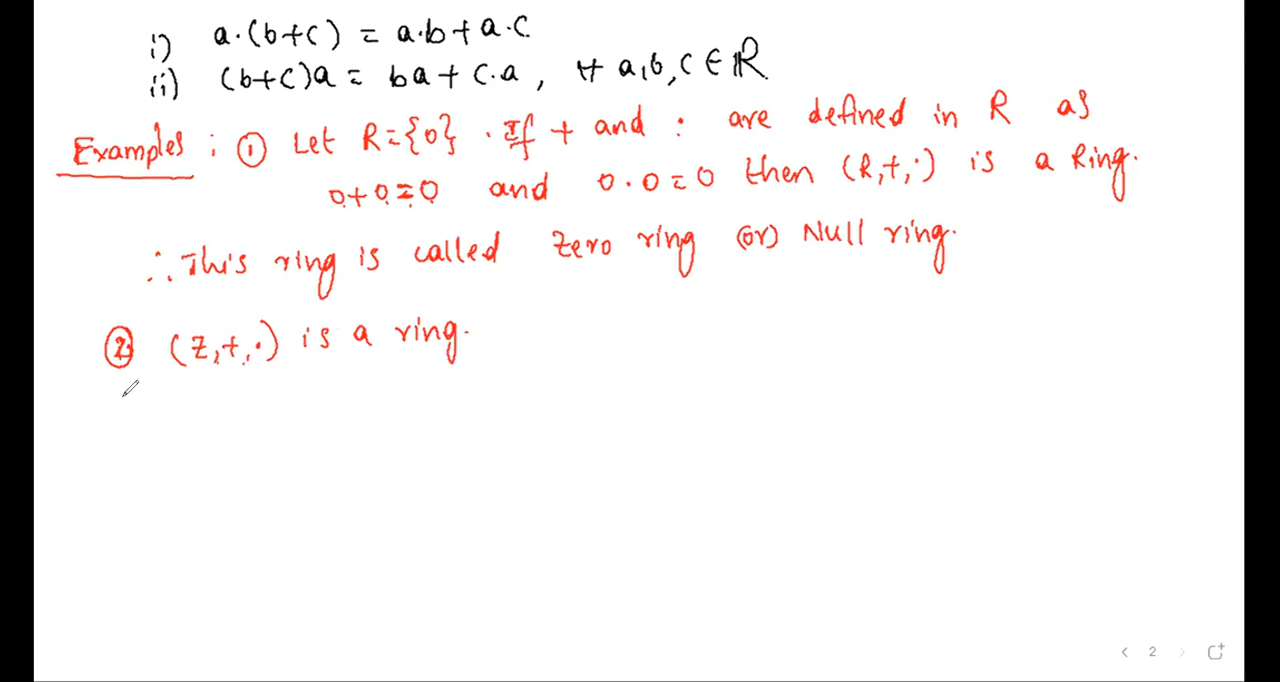 i) a.(b+c) = a.b+a.c
ii) (b+c)a = ba + c.a, ∀ a,b,c ∈ R
Examples : ① Let R={0} . If + and . are defined in R as
0+0=0 and 0.0=0 then (R,+,.) is a Ring.
∴ This ring is called Zero ring (or) Null ring.
② (Z,+,.) is a ring.
2